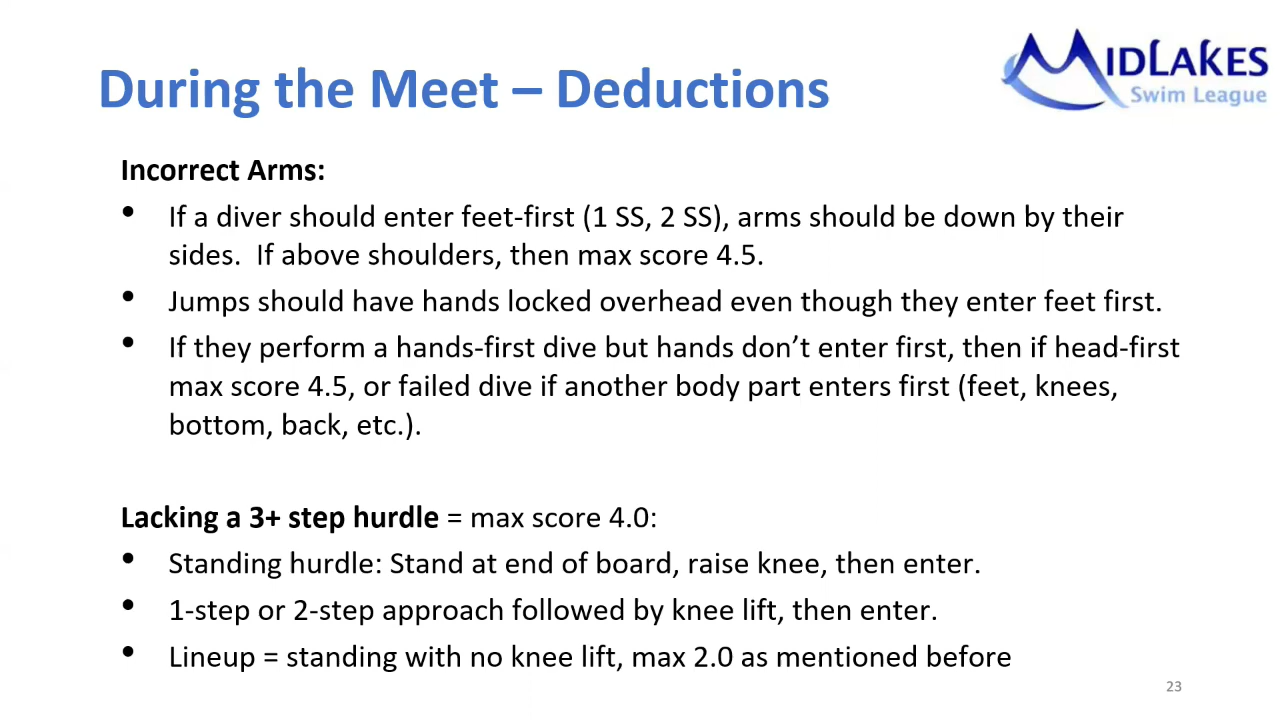 During the Meet – Deductions
MIDLAKES
Swim League
Incorrect Arms:
• If a diver should enter feet-first (1 SS, 2 SS), arms should be down by their
sides.  If above shoulders, then max score 4.5.
• Jumps should have hands locked overhead even though they enter feet first.
• If they perform a hands-first dive but hands don’t enter first, then if head-first
max score 4.5, or failed dive if another body part enters first (feet, knees,
bottom, back, etc.).
Lacking a 3+ step hurdle = max score 4.0:
• Standing hurdle: Stand at end of board, raise knee, then enter.
• 1-step or 2-step approach followed by knee lift, then enter.
• Lineup = standing with no knee lift, max 2.0 as mentioned before
23